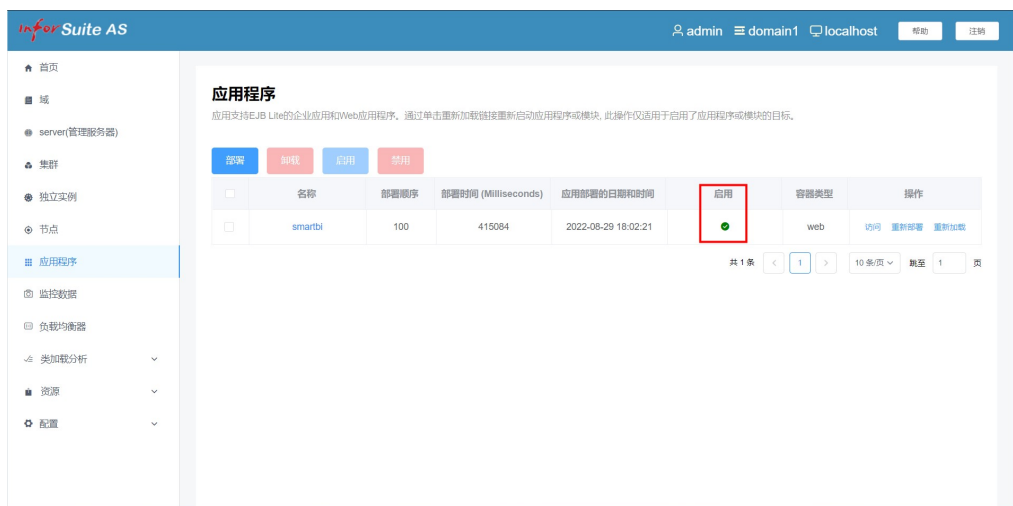 InforSuite AS
admin domain1 localhost 帮助 注销
首页
域
server(管理服务器)
集群
独立实例
节点
应用程序
监控数据
负载均衡器
类加载分析
资源
配置
应用程序
应用支持EJB Lite的企业应用和Web应用程序。通过单击重新加载链接重新启动应用程序或模块, 此操作仅适用于启用了应用程序或模块的目标。
部署 卸载 启用 禁用
名称 部署顺序 部署时间 (Milliseconds) 应用部署的日期和时间 启用 容器类型 操作
smartbi 100 415084 2022-08-29 18:02:21 web 访问 重新部署 重新加载
共 1 条 < 1 > 10 条/页 跳至 1 页